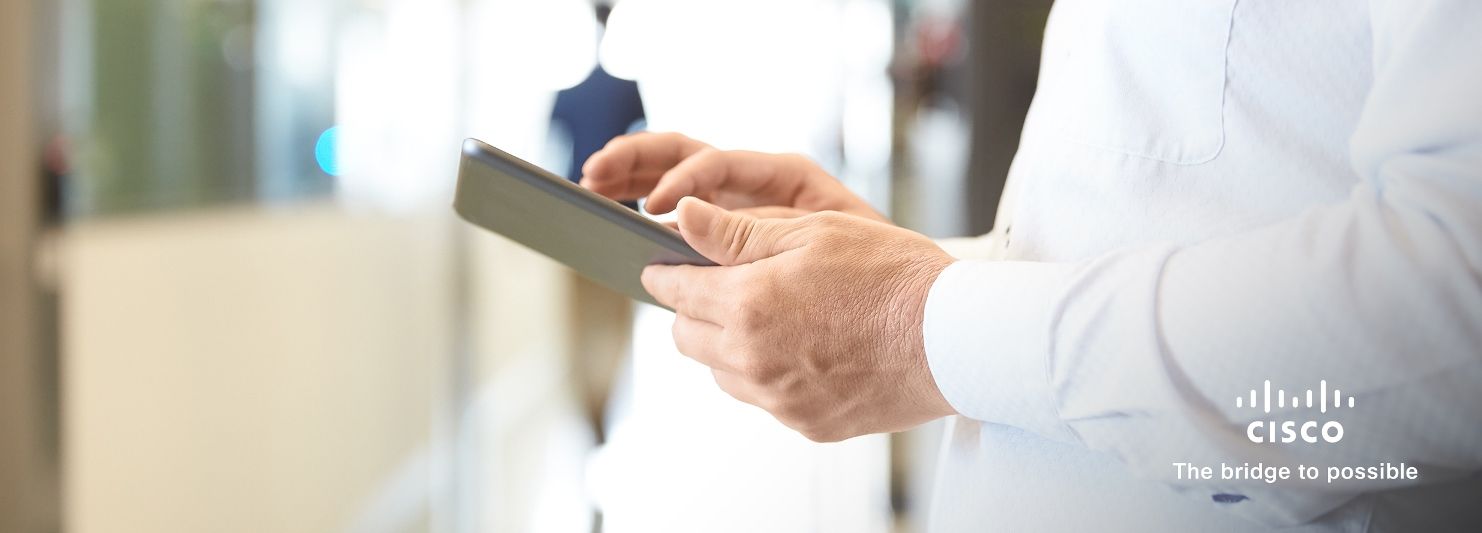 CISCO
The bridge to possible